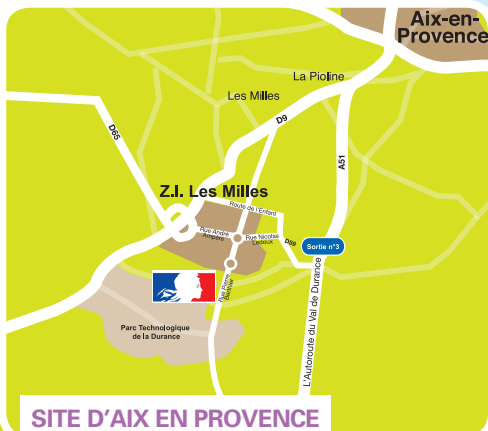 Aix-en-
Provence
La Pioline
Les Milles
D9
D65
A51
Z.I. Les Milles
Route de l'Enfant
Rue André
Ampère
Rue Nicolas
Ledoux
D59
Sortie n°3
Rue Pierre
Berthier
L'Autoroute du Val de Durance
Parc Technologique
de la Durance
SITE D'AIX EN PROVENCE